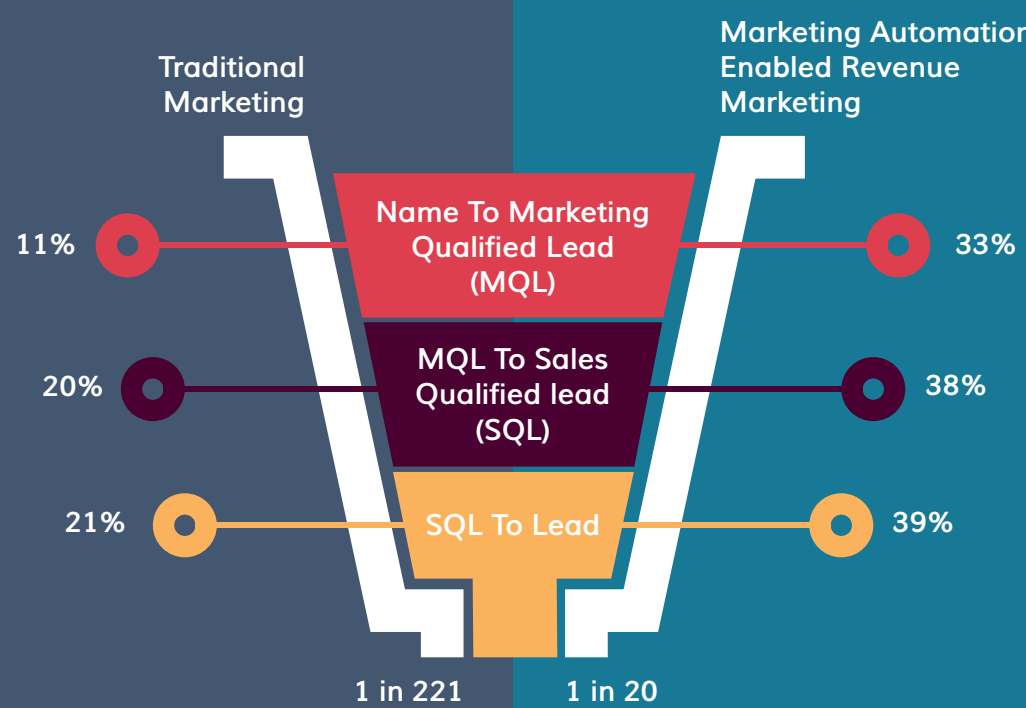 Traditional
Marketing
Marketing Automation
Enabled Revenue
Marketing
Name To Marketing
Qualified Lead
(MQL)
11%
33%
MQL To Sales
Qualified lead
(SQL)
20%
38%
SQL To Lead
21%
39%
1 in 221
1 in 20